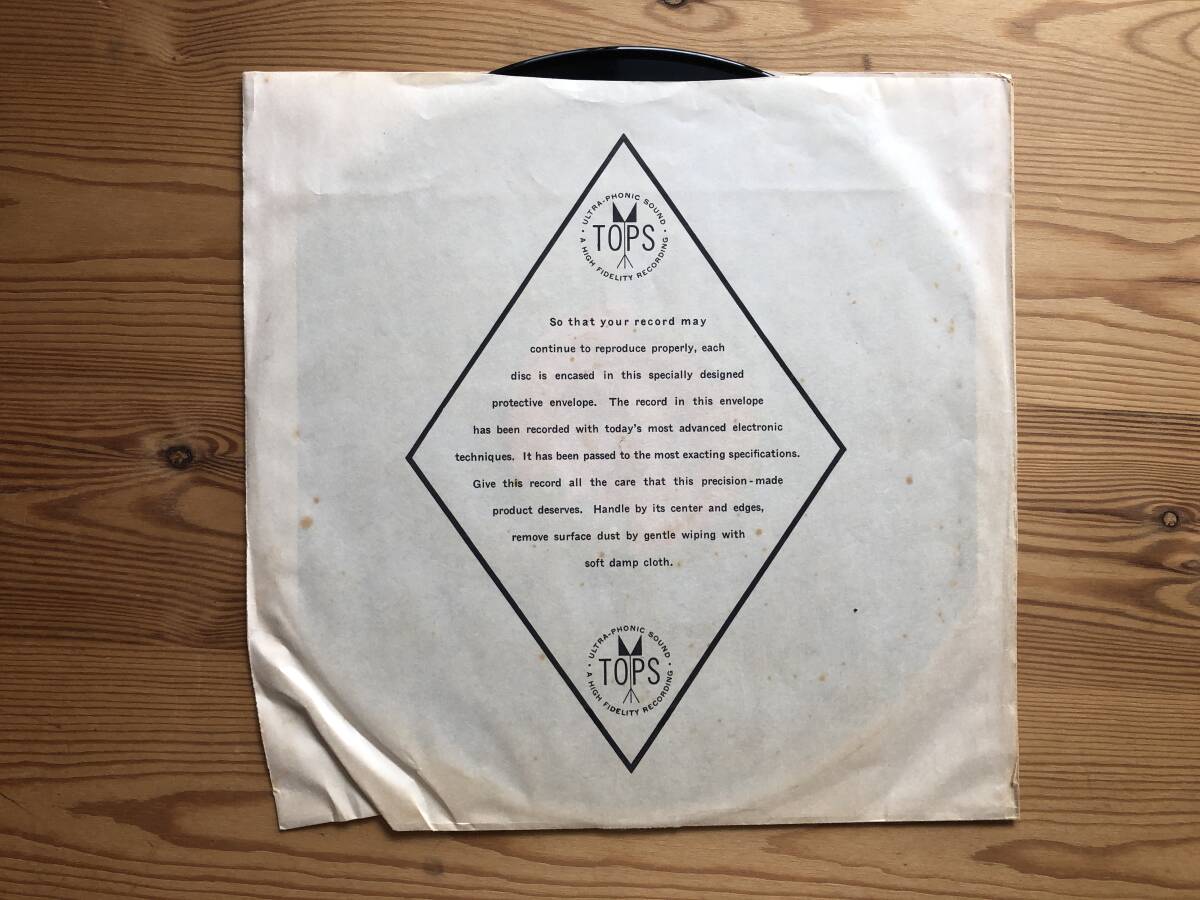 ULTRA-PHONIC SOUND
TOPS
A HIGH FIDELITY RECORDING
So that your record may
continue to reproduce properly, each
disc is encased in this specially designed
protective envelope. The record in this envelope
has been recorded with today's most advanced electronic
techniques. It has been passed to the most exacting specifications.
Give this record all the care that this precision-made
product deserves. Handle by its center and edges,
remove surface dust by gentle wiping with
soft damp cloth.
ULTRA-PHONIC SOUND
TOPS
A HIGH FIDELITY RECORDING